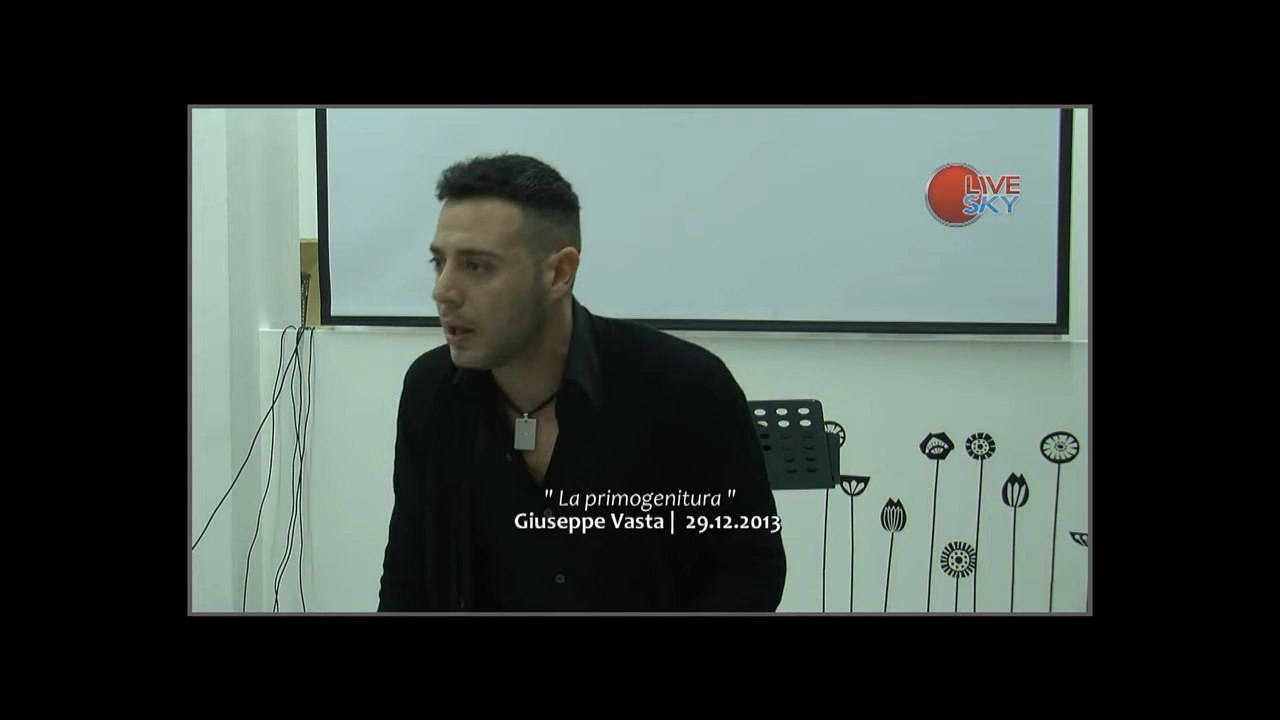 LIVE
SKY
" La primogenitura "
Giuseppe Vasta | 29.12.2013